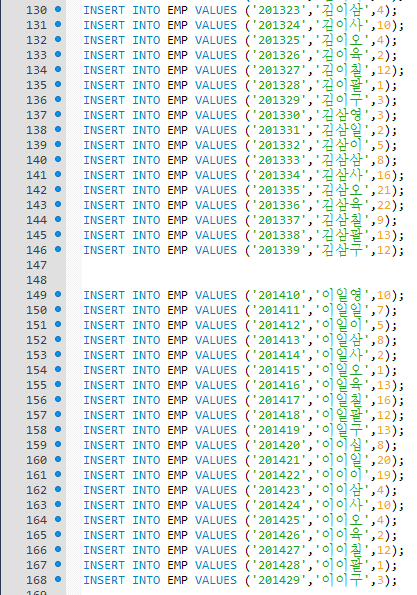 130 INSERT INTO EMP VALUES ('201323','김이삼',4);
131 INSERT INTO EMP VALUES ('201324','김이사',10);
132 INSERT INTO EMP VALUES ('201325','김이오',4);
133 INSERT INTO EMP VALUES ('201326','김이육',2);
134 INSERT INTO EMP VALUES ('201327','김이칠',12);
135 INSERT INTO EMP VALUES ('201328','김이팔',1);
136 INSERT INTO EMP VALUES ('201329','김이구',3);
137 INSERT INTO EMP VALUES ('201330','김삼영',3);
138 INSERT INTO EMP VALUES ('201331','김삼일',2);
139 INSERT INTO EMP VALUES ('201332','김삼이',5);
140 INSERT INTO EMP VALUES ('201333','김삼삼',8);
141 INSERT INTO EMP VALUES ('201334','김삼사',16);
142 INSERT INTO EMP VALUES ('201335','김삼오',21);
143 INSERT INTO EMP VALUES ('201336','김삼육',22);
144 INSERT INTO EMP VALUES ('201337','김삼칠',9);
145 INSERT INTO EMP VALUES ('201338','김삼팔',13);
146 INSERT INTO EMP VALUES ('201339','김삼구',12);
147
148
149 INSERT INTO EMP VALUES ('201410','이일영',10);
150 INSERT INTO EMP VALUES ('201411','이일일',7);
151 INSERT INTO EMP VALUES ('201412','이일이',5);
152 INSERT INTO EMP VALUES ('201413','이일삼',8);
153 INSERT INTO EMP VALUES ('201414','이일사',2);
154 INSERT INTO EMP VALUES ('201415','이일오',1);
155 INSERT INTO EMP VALUES ('201416','이일육',13);
156 INSERT INTO EMP VALUES ('201417','이일칠',16);
157 INSERT INTO EMP VALUES ('201418','이일팔',12);
158 INSERT INTO EMP VALUES ('201419','이일구',13);
159 INSERT INTO EMP VALUES ('201420','이이십',8);
160 INSERT INTO EMP VALUES ('201421','이이일',20);
161 INSERT INTO EMP VALUES ('201422','이이이',19);
162 INSERT INTO EMP VALUES ('201423','이이삼',4);
163 INSERT INTO EMP VALUES ('201424','이이사',10);
164 INSERT INTO EMP VALUES ('201425','이이오',4);
165 INSERT INTO EMP VALUES ('201426','이이육',2);
166 INSERT INTO EMP VALUES ('201427','이이칠',12);
167 INSERT INTO EMP VALUES ('201428','이이팔',1);
168 INSERT INTO EMP VALUES ('201429','이이구',3);